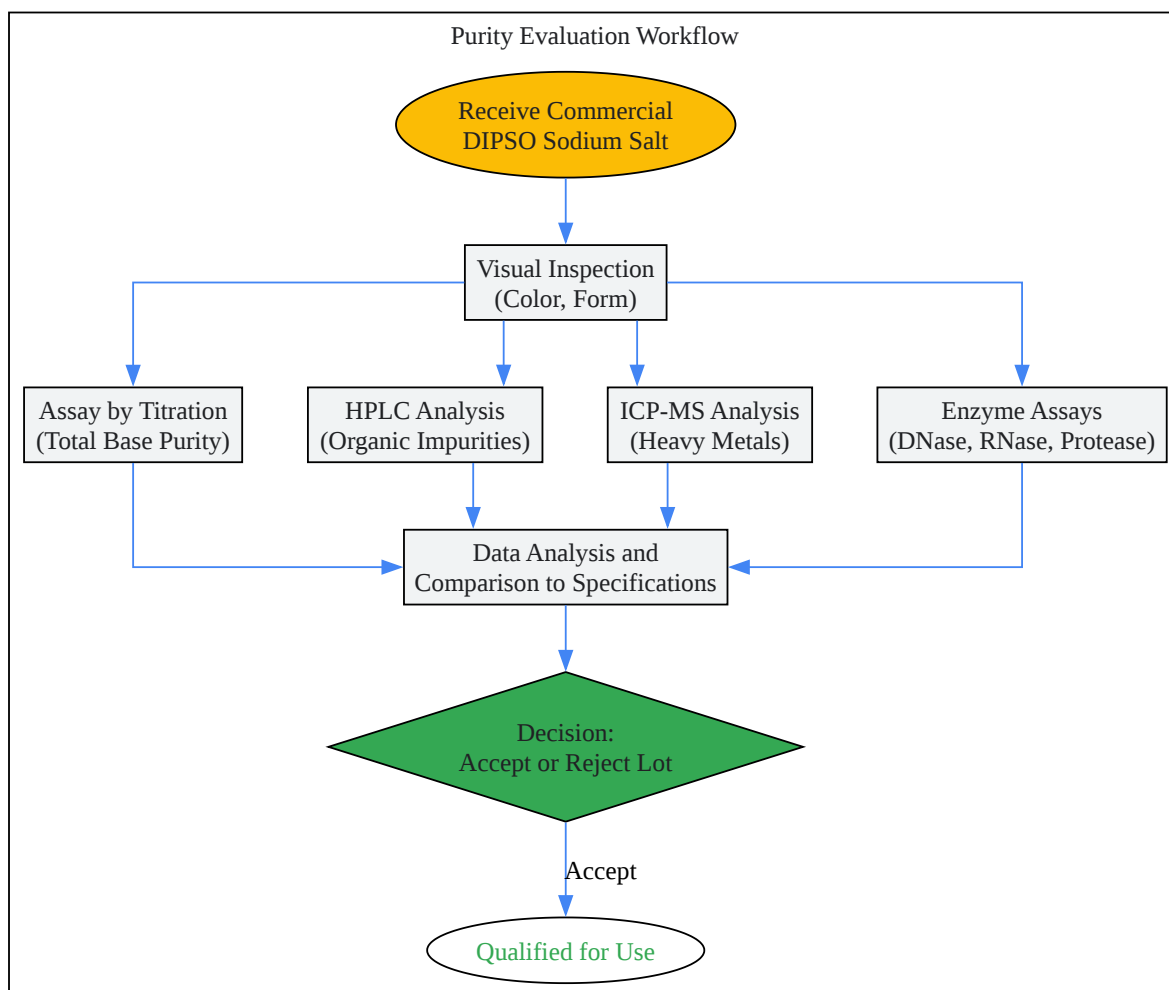 Purity Evaluation Workflow
Receive Commercial
DIPSO Sodium Salt
Visual Inspection
(Color, Form)
Assay by Titration
(Total Base Purity)
HPLC Analysis
(Organic Impurities)
ICP-MS Analysis
(Heavy Metals)
Enzyme Assays
(DNase, RNase, Protease)
Data Analysis and
Comparison to Specifications
Decision:
Accept or Reject Lot
Accept
Qualified for Use